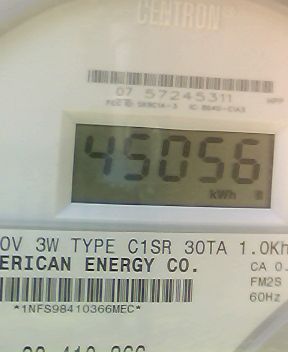 CENTRON®
07 57245311
45056
kWh
0V 3W TYPE C1SR 30TA 1.0Kh
ERICAN ENERGY CO.
CA 0.
FM2S
60Hz
*1NFS98410366MEC*